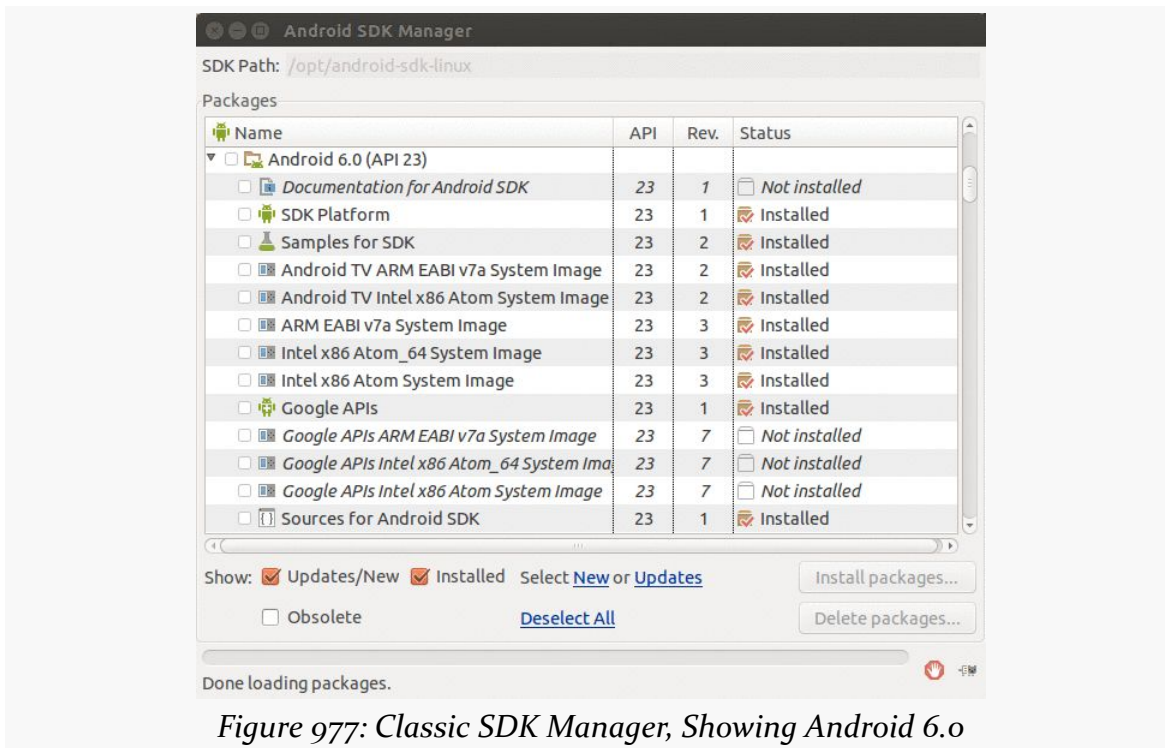 Android SDK Manager
SDK Path: /opt/android-sdk-linux
Packages
Name API Rev. Status
Android 6.0 (API 23)
Documentation for Android SDK 23 1 Not installed
SDK Platform 23 1 Installed
Samples for SDK 23 2 Installed
Android TV ARM EABI v7a System Image 23 2 Installed
Android TV Intel x86 Atom System Image 23 2 Installed
ARM EABI v7a System Image 23 3 Installed
Intel x86 Atom_64 System Image 23 3 Installed
Intel x86 Atom System Image 23 3 Installed
Google APIs 23 1 Installed
Google APIs ARM EABI v7a System Image 23 7 Not installed
Google APIs Intel x86 Atom_64 System Ima 23 7 Not installed
Google APIs Intel x86 Atom System Image 23 7 Not installed
Sources for Android SDK 23 1 Installed
Show: Updates/New Installed Select New or Updates Install packages...
Obsolete Deselect All Delete packages...
Done loading packages.
Figure 977: Classic SDK Manager, Showing Android 6.0